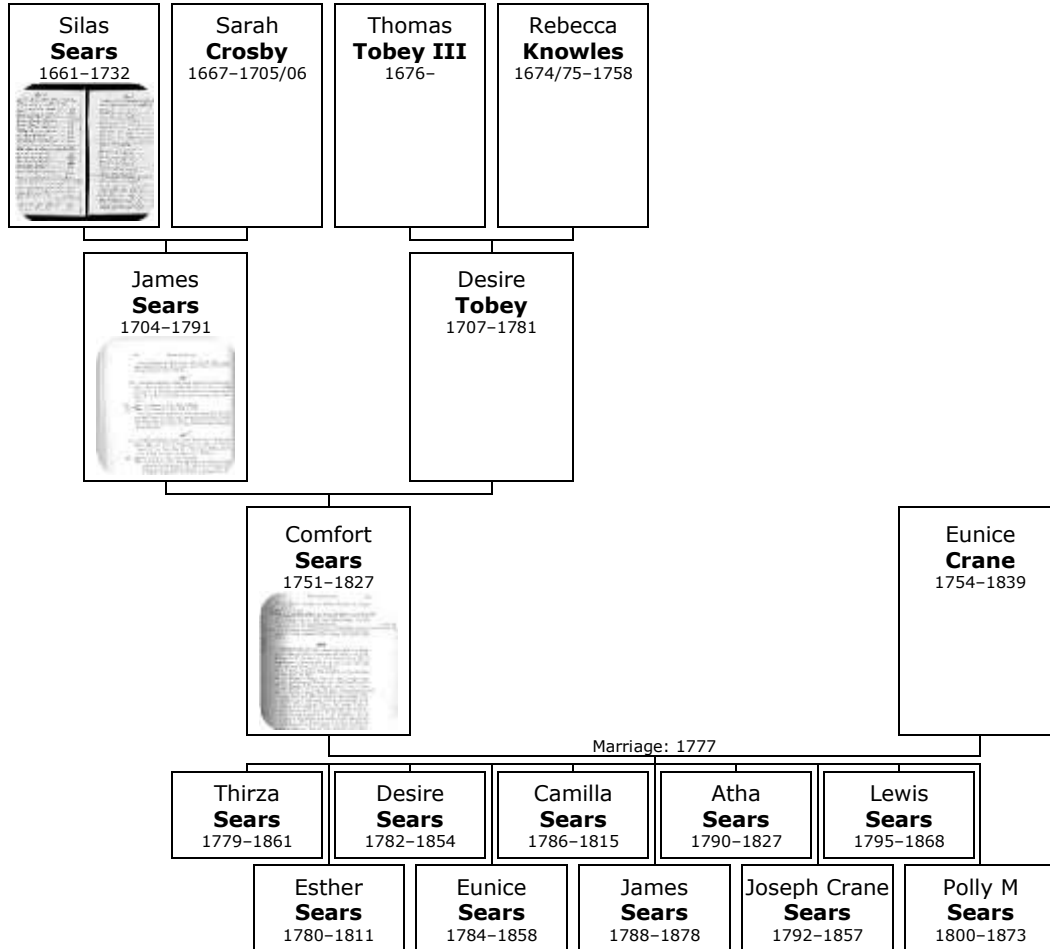 Silas
Sears
1661–1732
Sarah
Crosby
1667–1705/06
Thomas
Tobey III
1676–
Rebecca
Knowles
1674/75–1758
James
Sears
1704–1791
Desire
Tobey
1707–1781
Comfort
Sears
1751–1827
Eunice
Crane
1754–1839
Marriage: 1777
Thirza
Sears
1779–1861
Desire
Sears
1782–1854
Camilla
Sears
1786–1815
Atha
Sears
1790–1827
Lewis
Sears
1795–1868
Esther
Sears
1780–1811
Eunice
Sears
1784–1858
James
Sears
1788–1878
Joseph Crane
Sears
1792–1857
Polly M
Sears
1800–1873